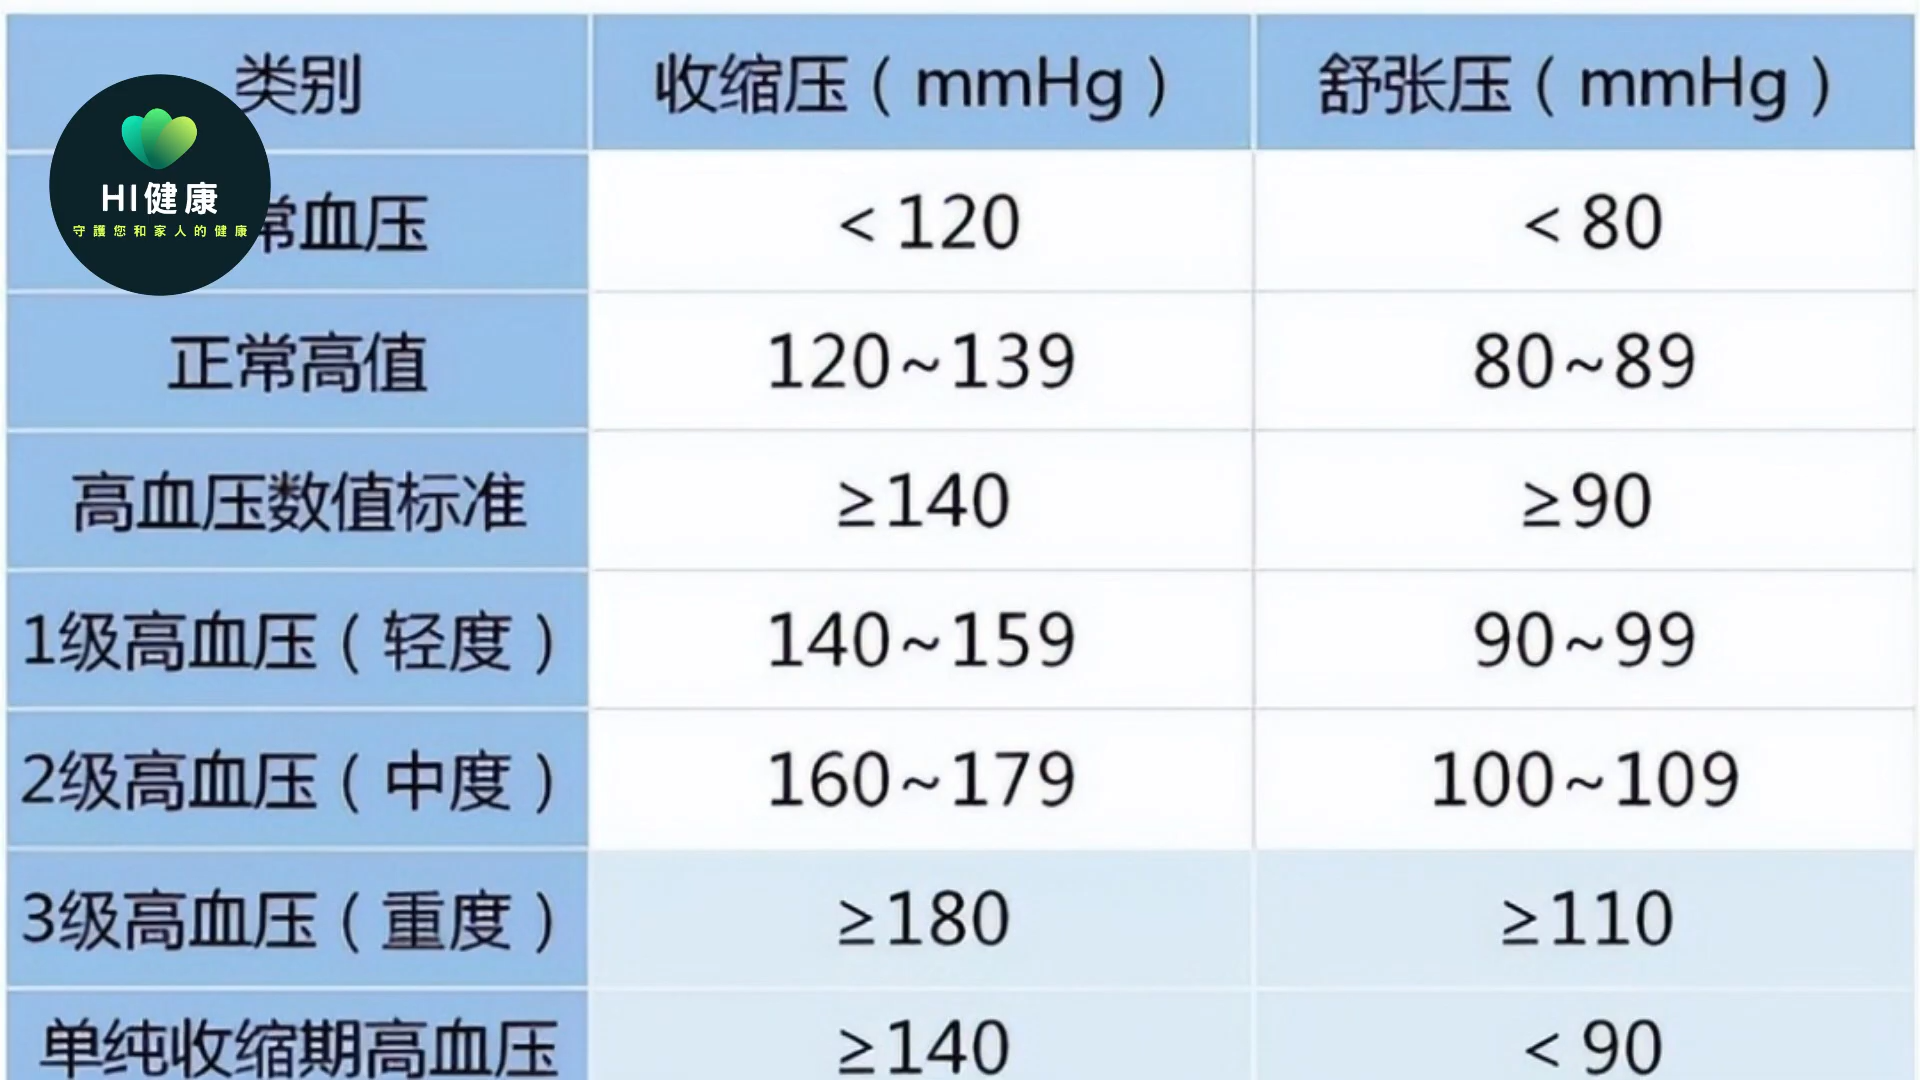 类别 收缩压（mmHg） 舒张压（mmHg）
HI健康
守護您和家人的健康
常血压 ＜120 ＜80
正常高值 120~139 80~89
高血压数值标准 ≥140 ≥90
1级高血压（轻度） 140~159 90~99
2级高血压（中度） 160~179 100~109
3级高血压（重度） ≥180 ≥110
单纯收缩期高血压 ≥140 ＜90